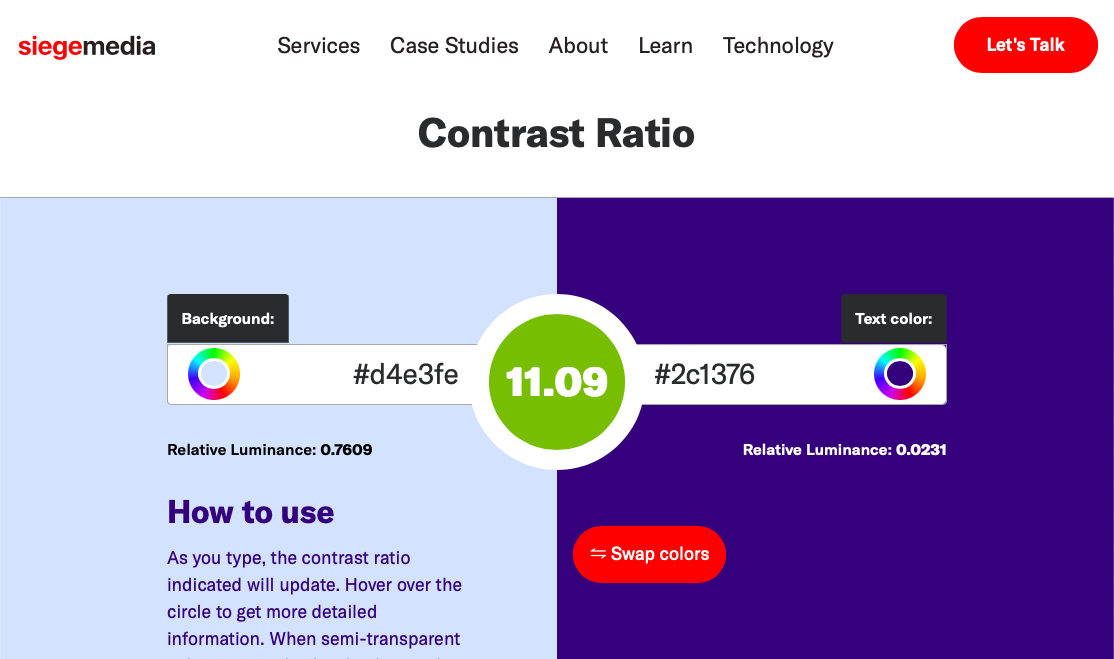 siegemedia
Services Case Studies About Learn Technology
Let's Talk
Contrast Ratio
Background:
#d4e3fe
11.09
Text color:
#2c1376
Relative Luminance: 0.7609
Relative Luminance: 0.0231
How to use
As you type, the contrast ratio
indicated will update. Hover over the
circle to get more detailed
information. When semi-transparent
⇋ Swap colors